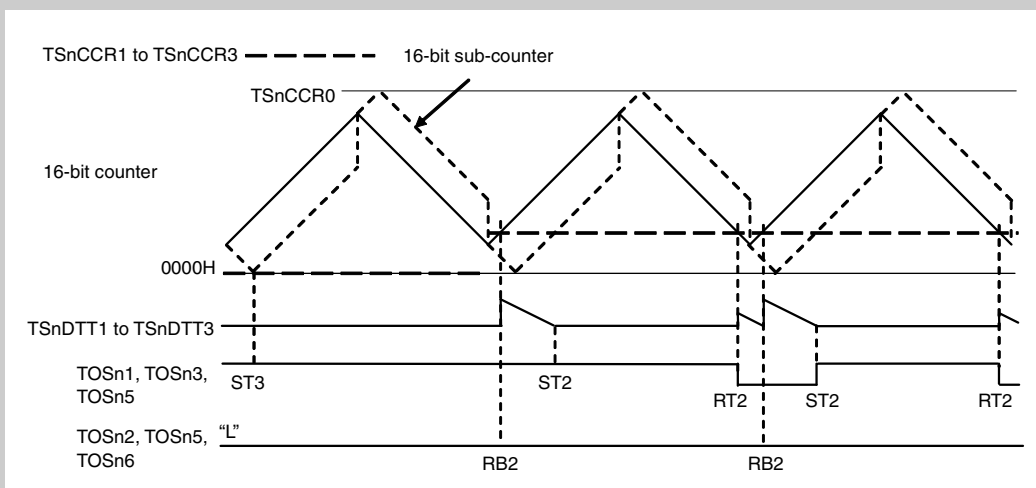 TSnCCR1 to TSnCCR3
16-bit sub-counter
TSnCCR0
16-bit counter
0000H
TSnDTT1 to TSnDTT3
TOSn1, TOSn3,
TOSn5
ST3
ST2
RT2
ST2
RT2
TOSn2, TOSn5,
TOSn6
“L”
RB2
RB2